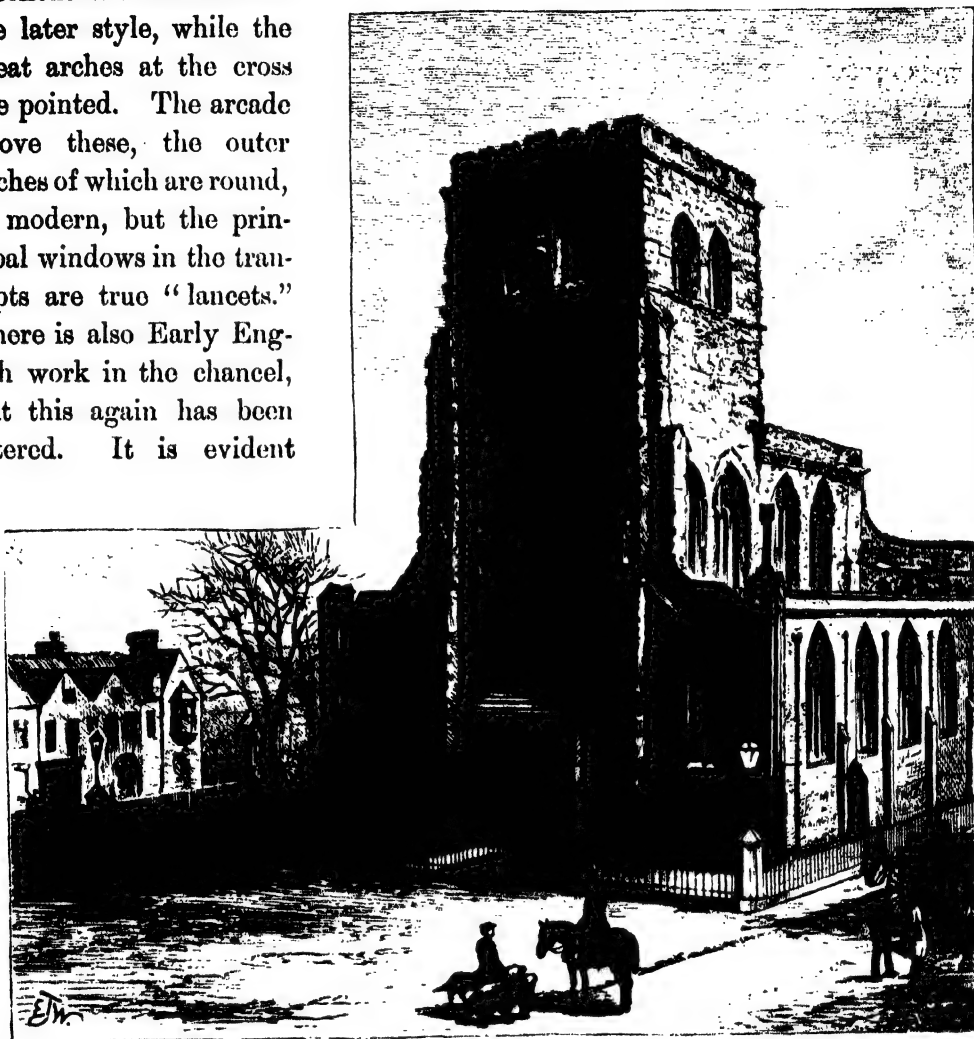 e later style, while the
eat arches at the cross
e pointed. The arcade
ove these, the outer
ches of which are round,
modern, but the prin-
pal windows in the tran-
pts are true “lancets.”
here is also Early Eng-
h work in the chancel,
t this again has been
tered. It is evident